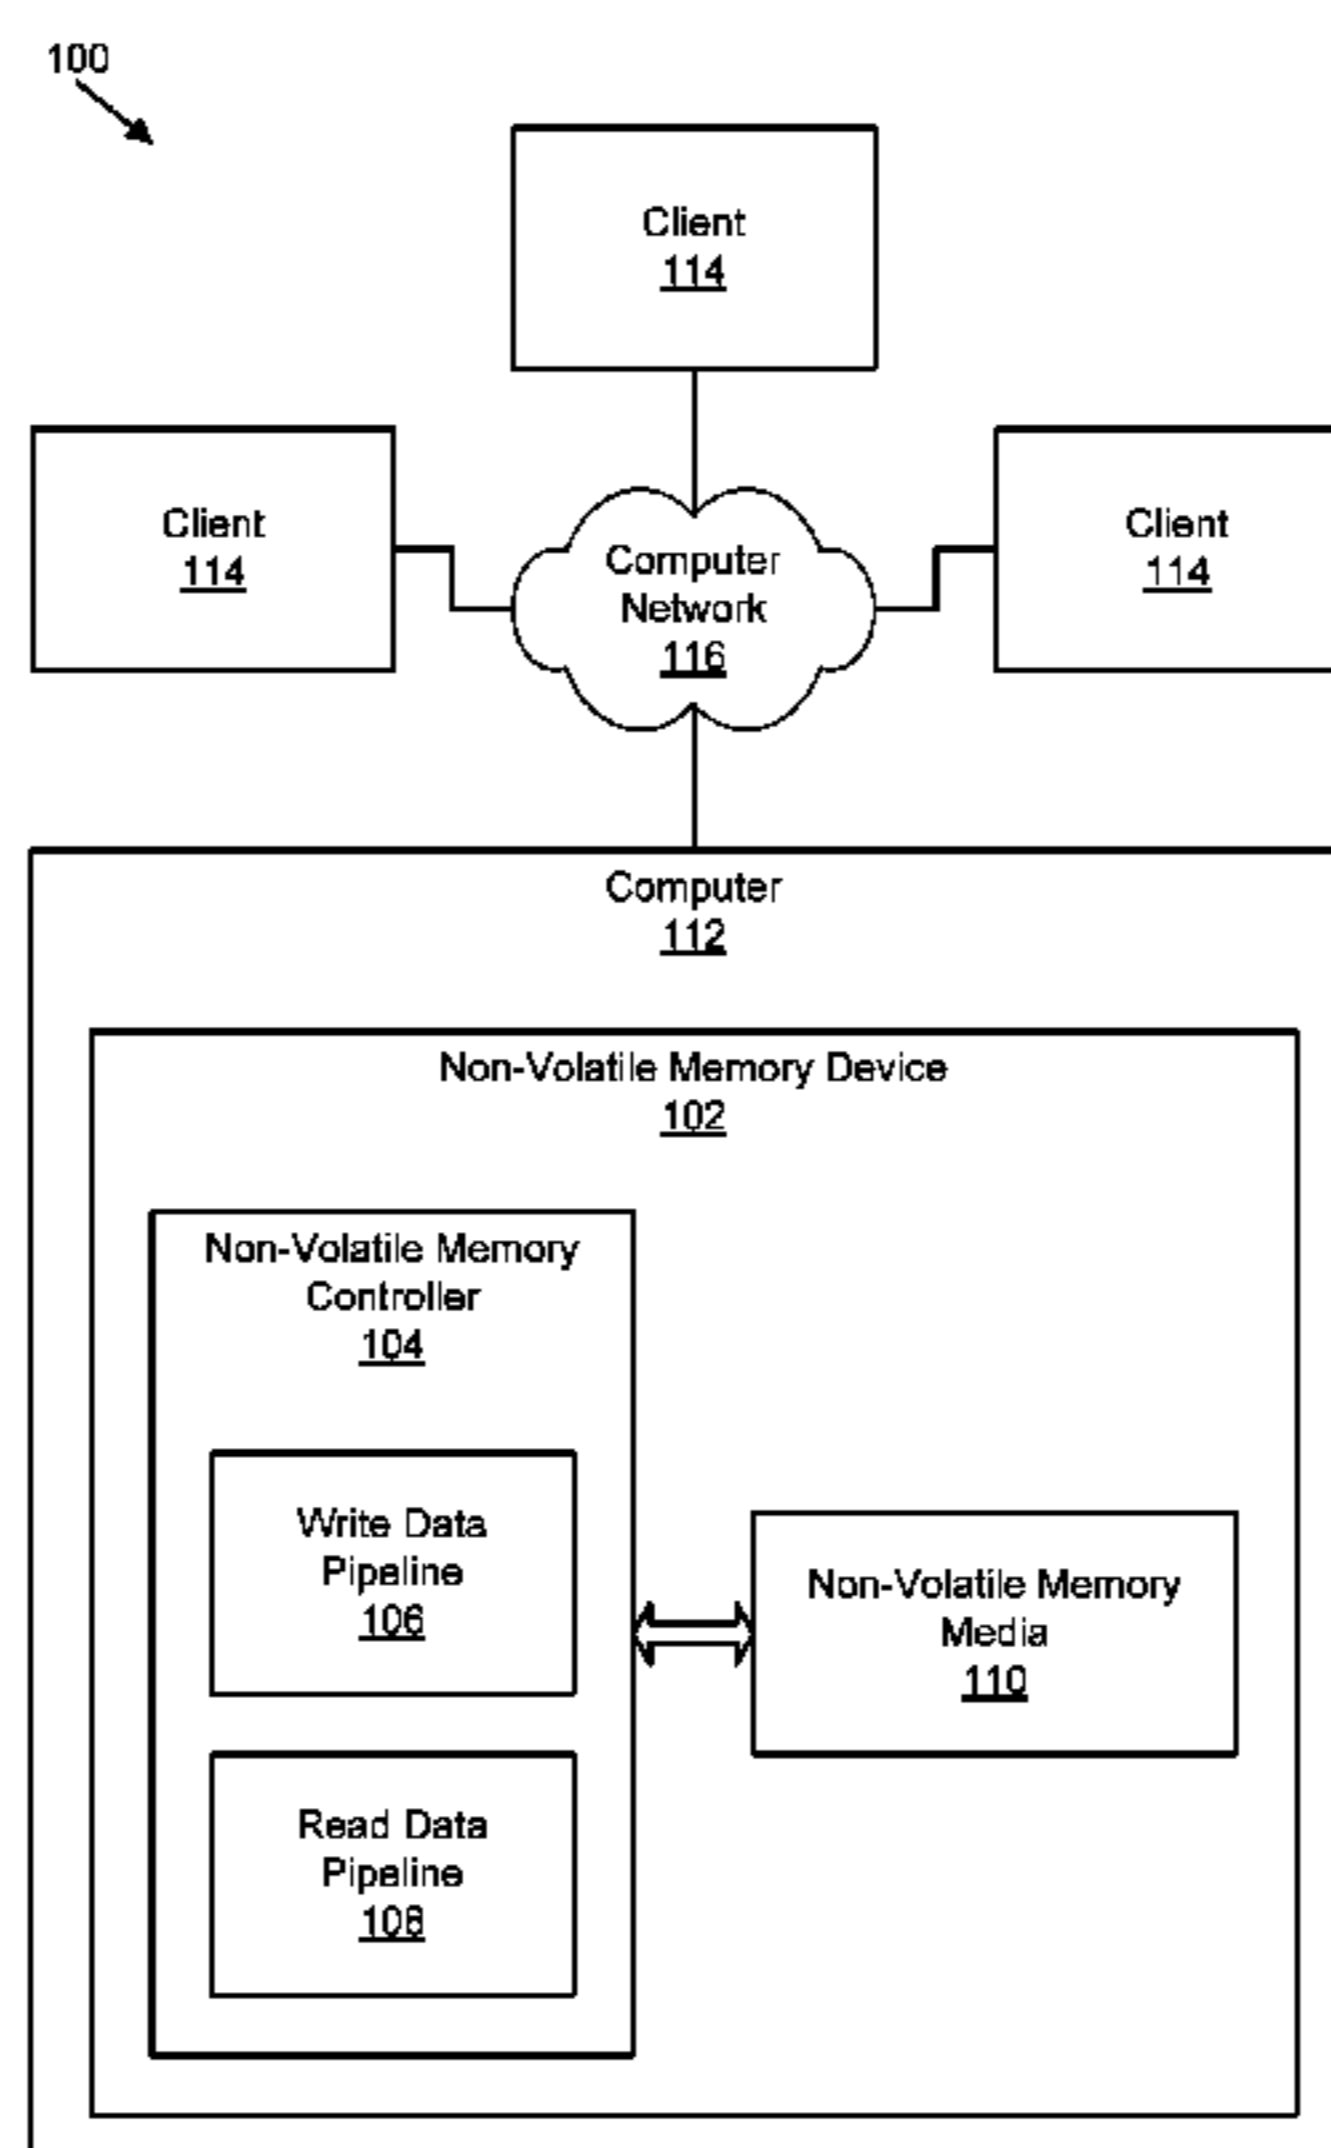 100
Client
114
Client
114
Computer
Network
116
Client
114
Computer
112
Non-Volatile Memory Device
102
Non-Volatile Memory
Controller
104
Write Data
Pipeline
106
Non-Volatile Memory
Media
110
Read Data
Pipeline
108